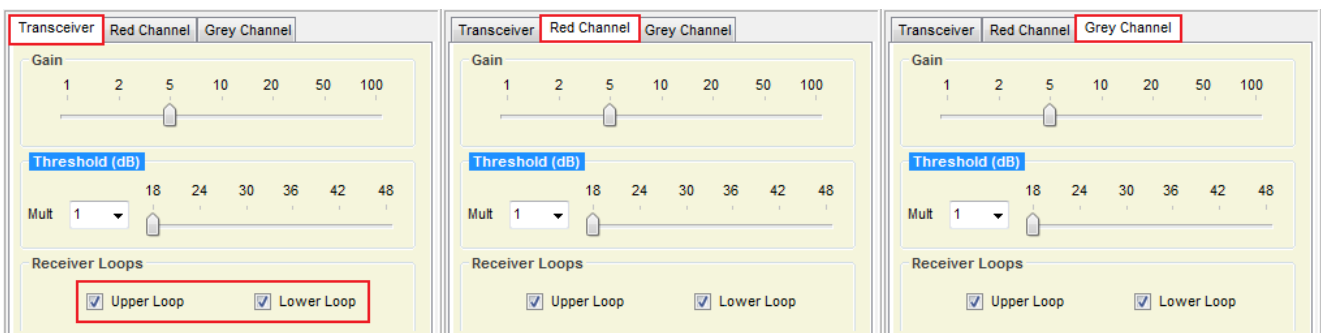 Transceiver Red Channel Grey Channel
Gain
1 2 5 10 20 50 100
Threshold (dB)
18 24 30 36 42 48
Mult 1
Receiver Loops
Upper Loop Lower Loop
Transceiver Red Channel Grey Channel
Gain
1 2 5 10 20 50 100
Threshold (dB)
18 24 30 36 42 48
Mult 1
Receiver Loops
Upper Loop Lower Loop
Transceiver Red Channel Grey Channel
Gain
1 2 5 10 20 50 100
Threshold (dB)
18 24 30 36 42 48
Mult 1
Receiver Loops
Upper Loop Lower Loop